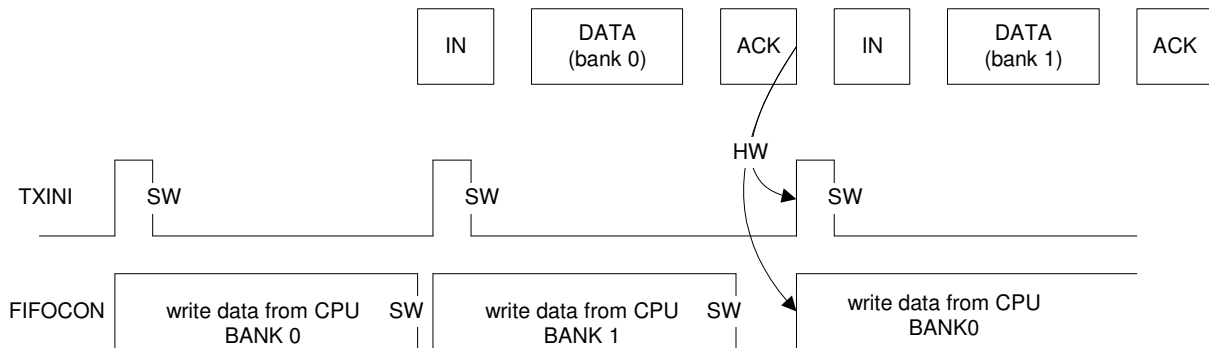 IN
DATA
(bank 0)
ACK
IN
DATA
(bank 1)
ACK
HW
TXINI
SW
SW
SW
FIFOCON
write data from CPU
BANK 0
SW
write data from CPU
BANK 1
SW
write data from CPU
BANK0